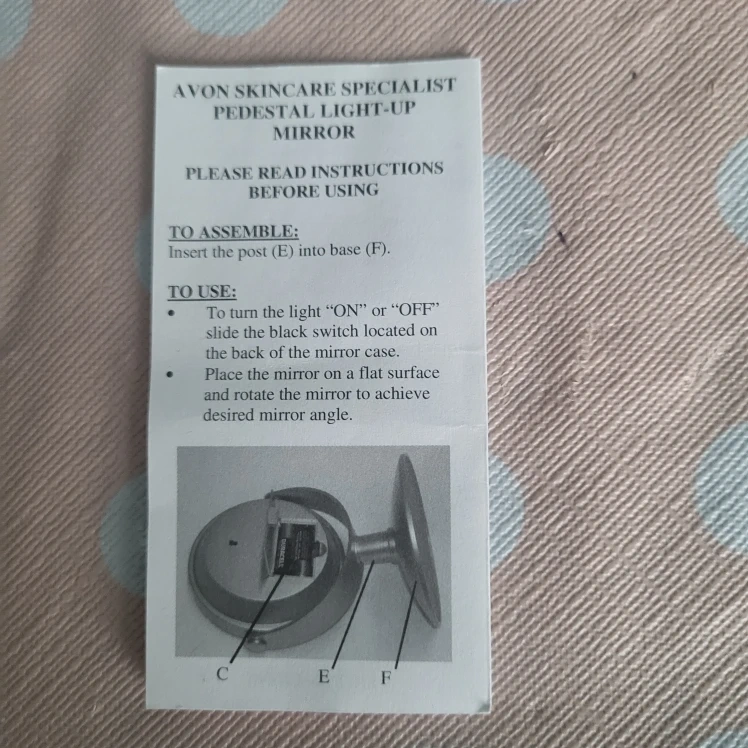 AVON SKINCARE SPECIALIST
PEDESTAL LIGHT-UP
MIRROR
PLEASE READ INSTRUCTIONS
BEFORE USING
TO ASSEMBLE:
Insert the post (E) into base (F).
TO USE:
• To turn the light “ON” or “OFF”
slide the black switch located on
the back of the mirror case.
• Place the mirror on a flat surface
and rotate the mirror to achieve
desired mirror angle.
DURACELL
C E F